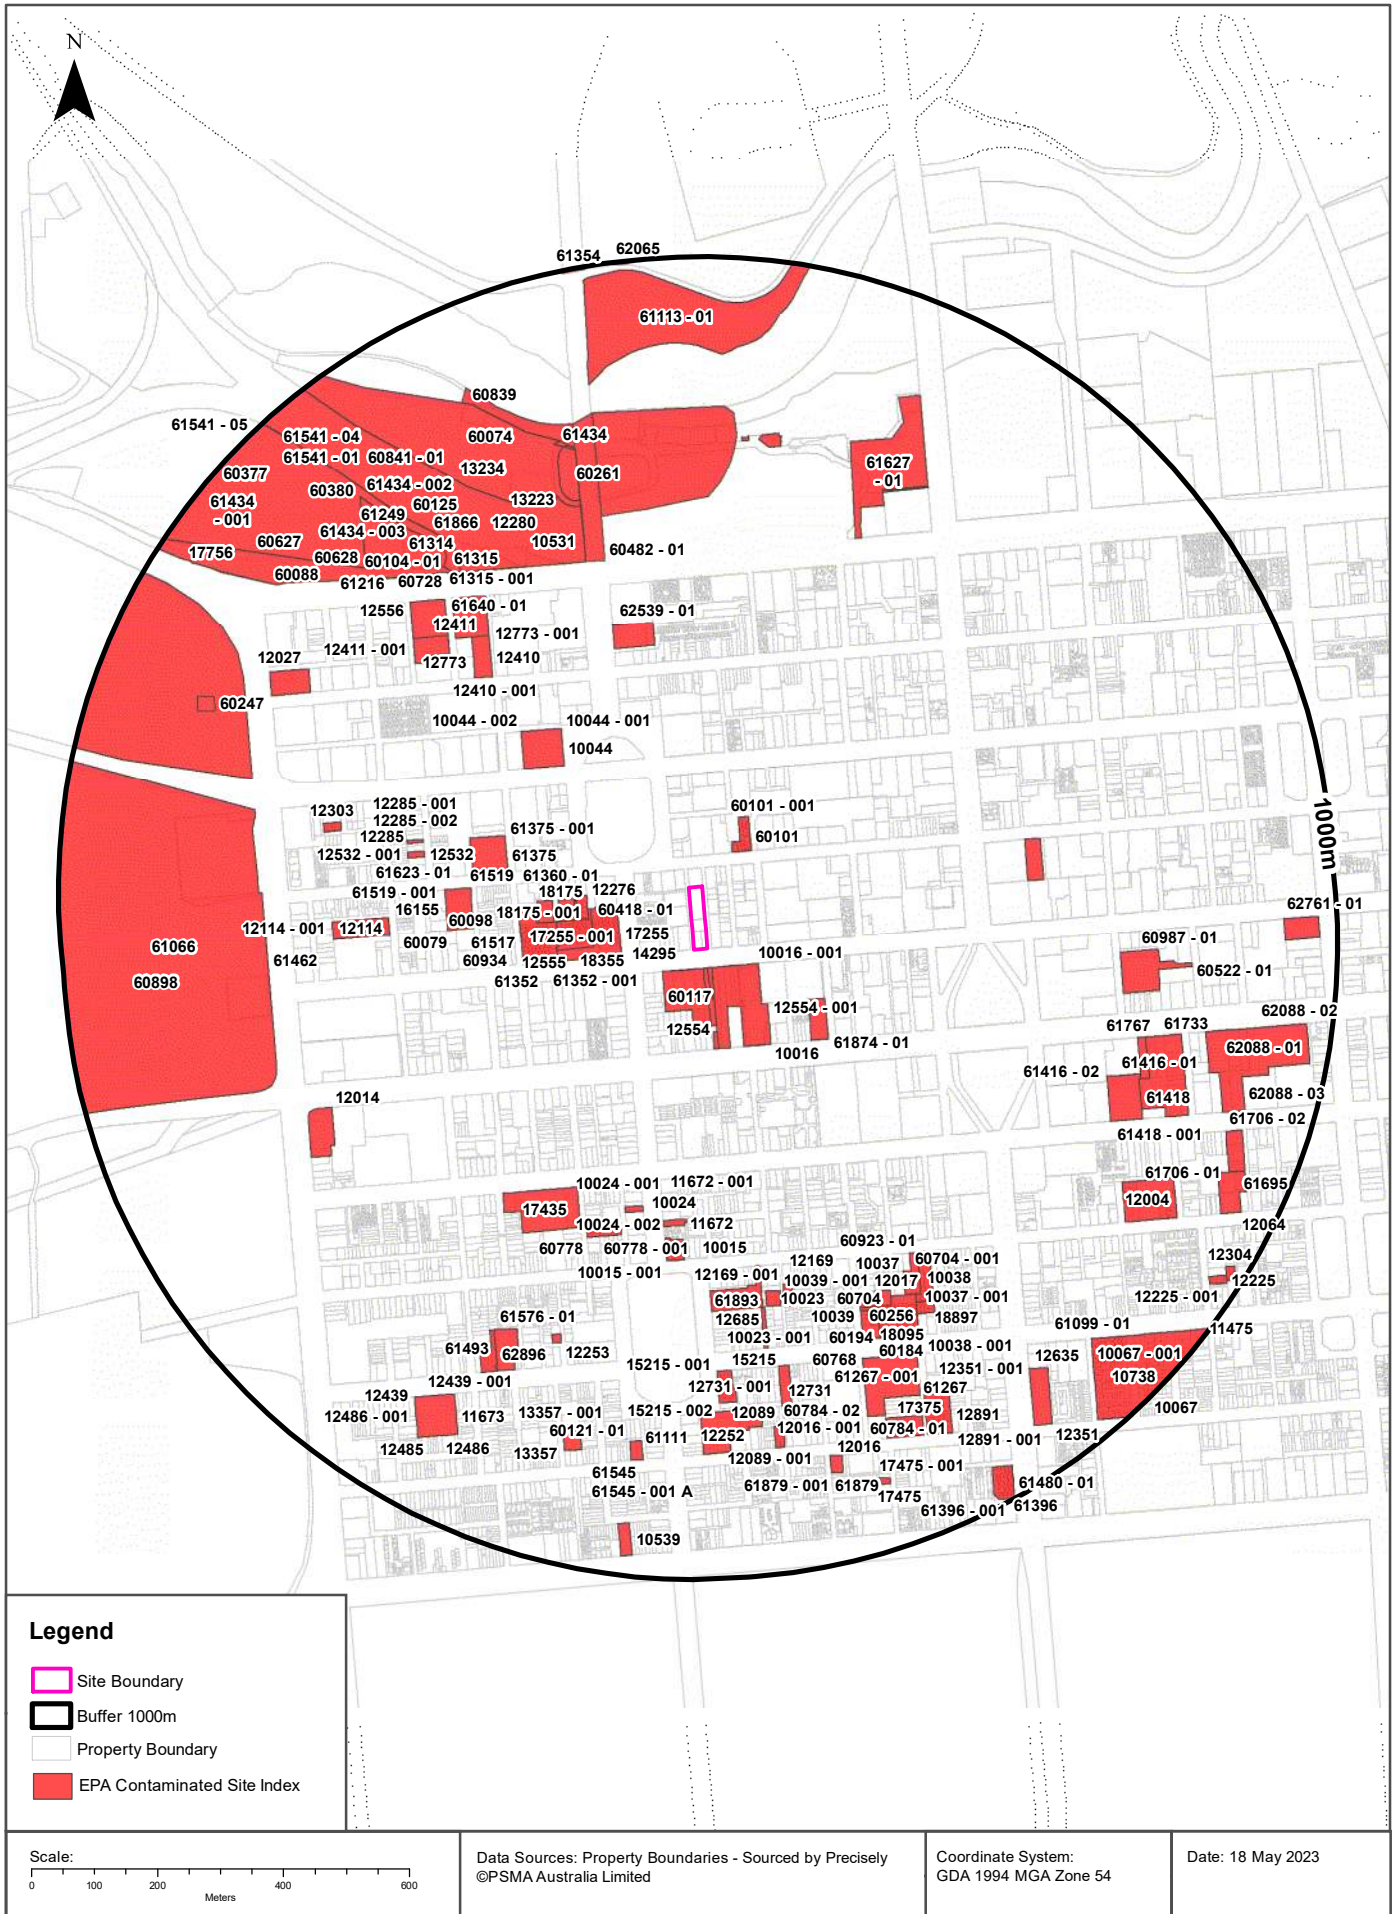 N
61354
62065
61113 - 01
60839
61541 - 05
61541 - 04
60074
61434
61541 - 01
60841 - 01
60377
13234
60261
61627
- 01
60380
61434 - 002
61434
- 001
60125
13223
61249
61866
12280
61434 - 003
61314
10531
60627
17756
60628
60104 - 01
61315
60482 - 01
60088
61216
60728
61315 - 001
12556
61640 - 01
62539 - 01
12411
12773 - 001
12411 - 001
12027
12773
12410
12410 - 001
60247
10044 - 002
10044 - 001
10044
12303
12285 - 001
60101 - 001
12285 - 002
61375 - 001
12285
60101
1000m
12532 - 001
12532
61375
61623 - 01
61519
61360 - 01
61519 - 001
18175
12276
16155
18175 - 001
60418 - 01
62761 - 01
12114 - 001
12114
60098
61066
60079
61517
17255 - 001
17255
60987 - 01
61462
60934
12555
18355
14295
10016 - 001
60522 - 01
60898
61352
61352 - 001
60117
12554 - 001
62088 - 02
12554
61767
61733
61874 - 01
62088 - 01
10016
61416 - 02
61416 - 01
12014
61418
62088 - 03
61706 - 02
61418 - 001
10024 - 001
11672 - 001
61706 - 01
61695
10024
12004
17435
10024 - 002
11672
12064
60923 - 01
60778
60778 - 001
10015
12304
12169
10037
60704 - 001
10015 - 001
12169 - 001
10039 - 001
12017
10038
12225
61893
10023
60704
10037 - 001
12225 - 001
61576 - 01
12685
10039
60256
18897
61099 - 01
11475
10023 - 001
60194
18095
61493
62896
12253
60184
10038 - 001
12635
10067 - 001
15215 - 001
15215
60768
12351 - 001
12439 - 001
61267 - 001
10738
12439
12731 - 001
12731
61267
12486 - 001
11673
13357 - 001
15215 - 002
12089
60784 - 02
17375
12891
10067
60121 - 01
12016 - 001
60784 - 01
12485
12486
61111
12252
12351
13357
12016
12891 - 001
12089 - 001
17475 - 001
61545
61879 - 001
61879
61480 - 01
61545 - 001 A
17475
61396 - 001
61396
10539
Legend
Site Boundary
Buffer 1000m
Property Boundary
EPA Contaminated Site Index
Scale:
0 100 200 400 600
Meters
Data Sources: Property Boundaries - Sourced by Precisely
©PSMA Australia Limited
Coordinate System:
GDA 1994 MGA Zone 54
Date: 18 May 2023